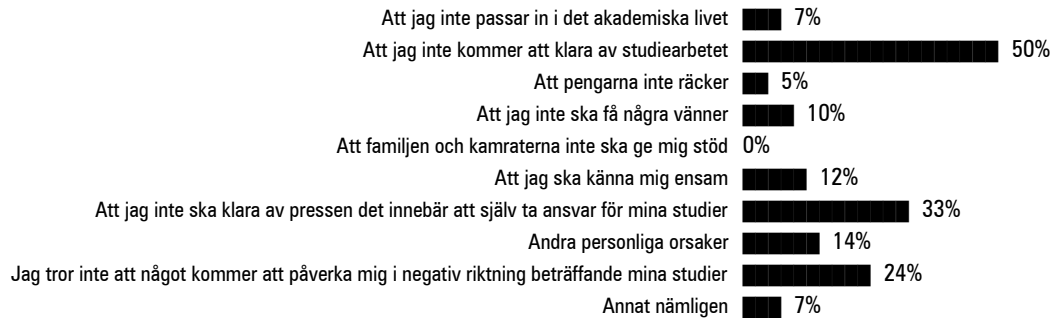 Att jag inte passar in i det akademiska livet 7%
Att jag inte kommer att klara av studiearbetet 50%
Att pengarna inte räcker 5%
Att jag inte ska få några vänner 10%
Att familjen och kamraterna inte ska ge mig stöd 0%
Att jag ska känna mig ensam 12%
Att jag inte ska klara av pressen det innebär att själv ta ansvar för mina studier 33%
Andra personliga orsaker 14%
Jag tror inte att något kommer att påverka mig i negativ riktning beträffande mina studier 24%
Annat nämligen 7%